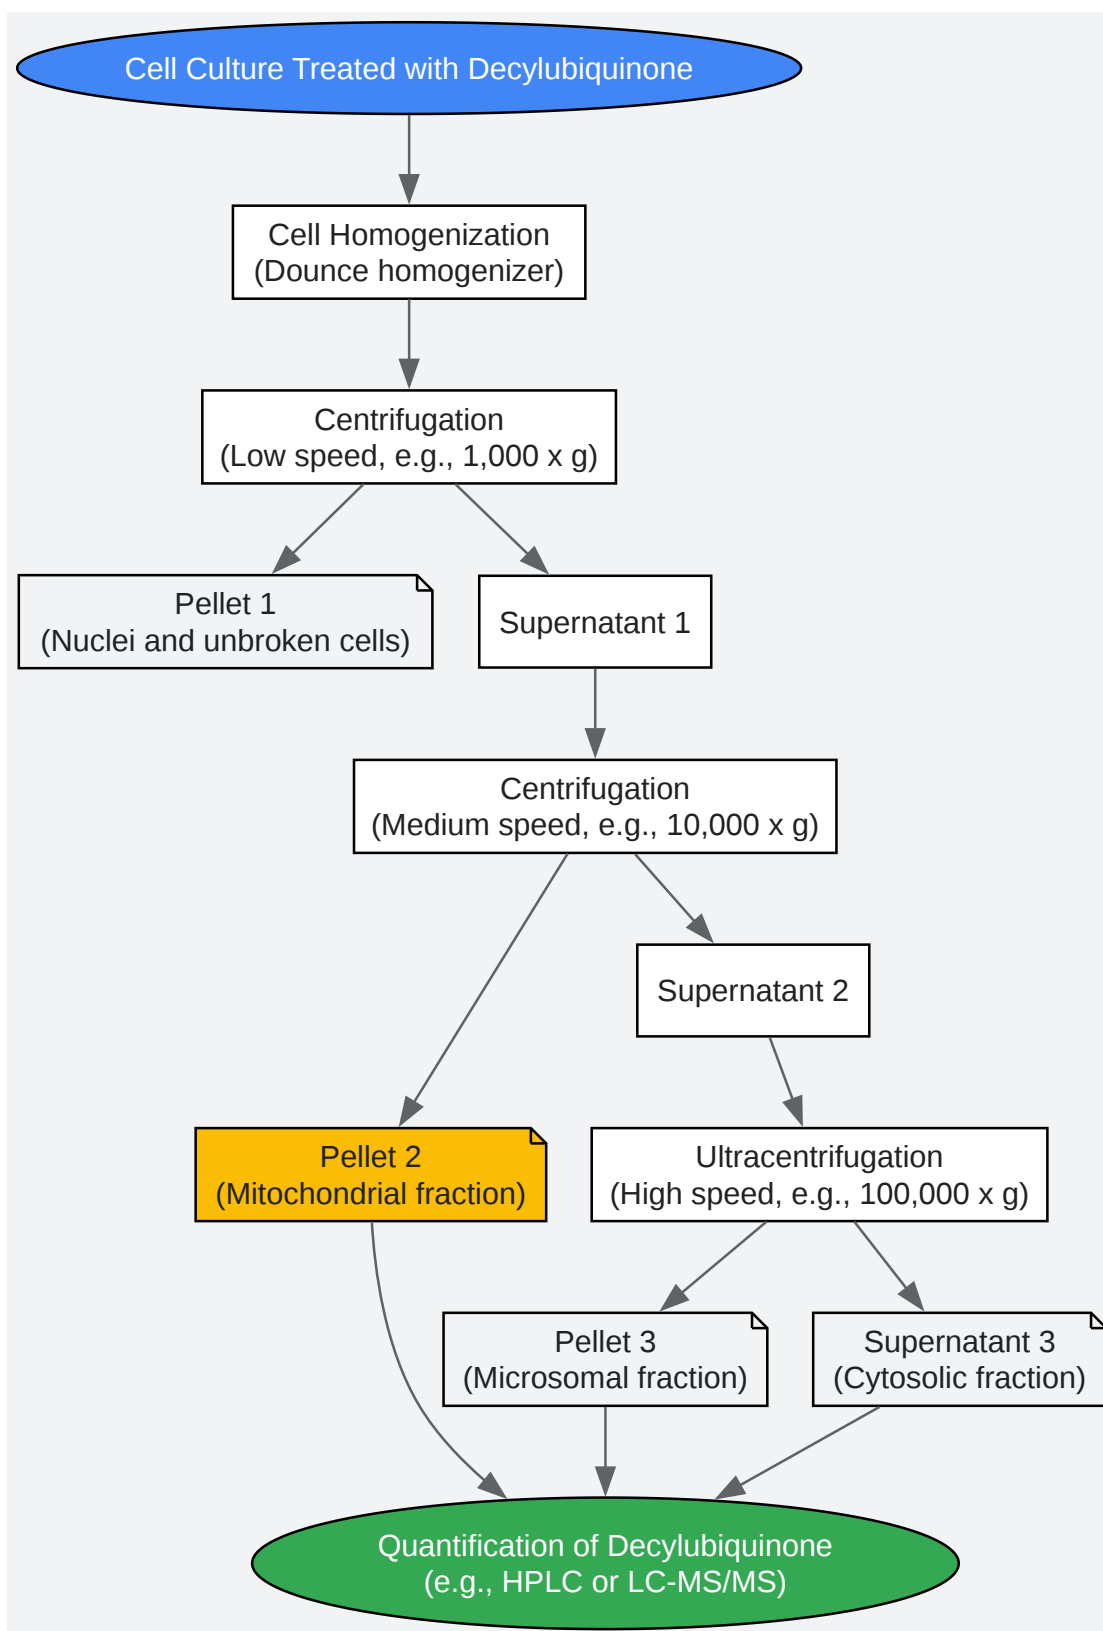 Cell Culture Treated with Decylubiquinone
Cell Homogenization
(Dounce homogenizer)
Centrifugation
(Low speed, e.g., 1,000 x g)
Pellet 1
(Nuclei and unbroken cells)
Supernatant 1
Centrifugation
(Medium speed, e.g., 10,000 x g)
Supernatant 2
Pellet 2
(Mitochondrial fraction)
Ultracentrifugation
(High speed, e.g., 100,000 x g)
Pellet 3
(Microsomal fraction)
Supernatant 3
(Cytosolic fraction)
Quantification of Decylubiquinone
(e.g., HPLC or LC-MS/MS)